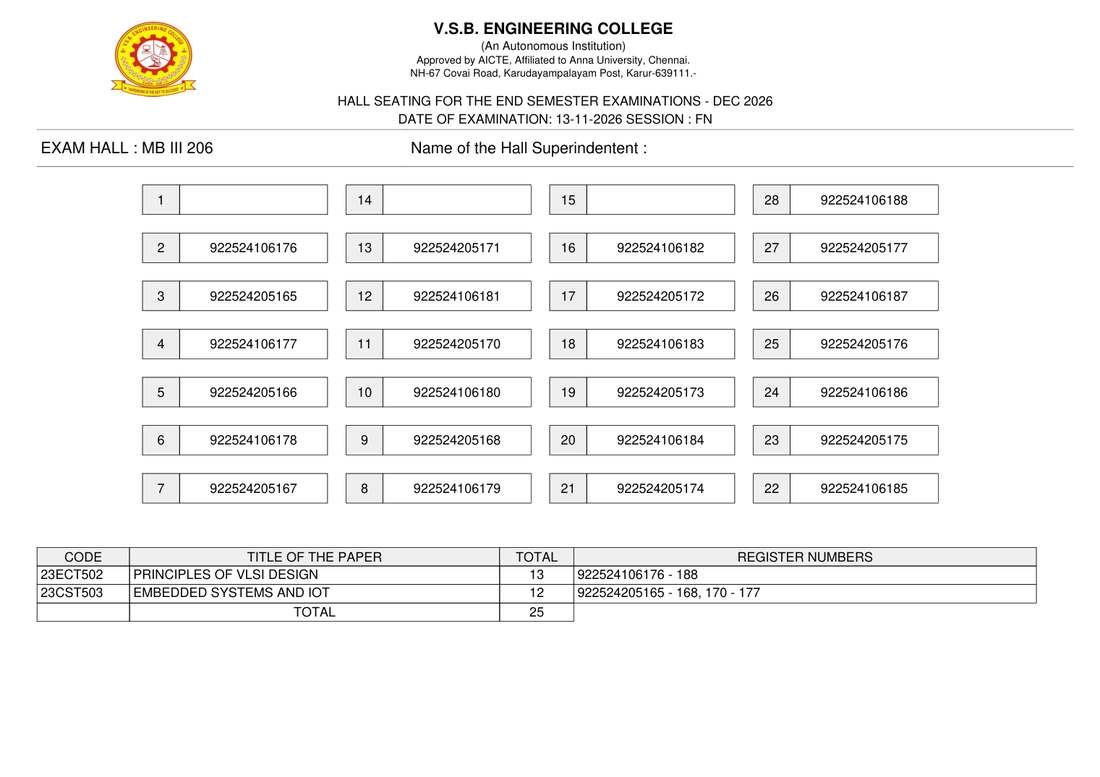 V.S.B. ENGINEERING COLLEGE
(An Autonomous Institution)
Approved by AICTE, Affiliated to Anna University, Chennai.
NH-67 Covai Road, Karudayampalayam Post, Karur-639111.-
HALL SEATING FOR THE END SEMESTER EXAMINATIONS - DEC 2026
DATE OF EXAMINATION: 13-11-2026 SESSION : FN
EXAM HALL : MB III 206 Name of the Hall Superindentent :
1 14 15 28 922524106188
2 922524106176 13 922524205171 16 922524106182 27 922524205177
3 922524205165 12 922524106181 17 922524205172 26 922524106187
4 922524106177 11 922524205170 18 922524106183 25 922524205176
5 922524205166 10 922524106180 19 922524205173 24 922524106186
6 922524106178 9 922524205168 20 922524106184 23 922524205175
7 922524205167 8 922524106179 21 922524205174 22 922524106185
CODE TITLE OF THE PAPER TOTAL REGISTER NUMBERS
23ECT502 PRINCIPLES OF VLSI DESIGN 13 922524106176 - 188
23CST503 EMBEDDED SYSTEMS AND IOT 12 922524205165 - 168, 170 - 177
TOTAL 25